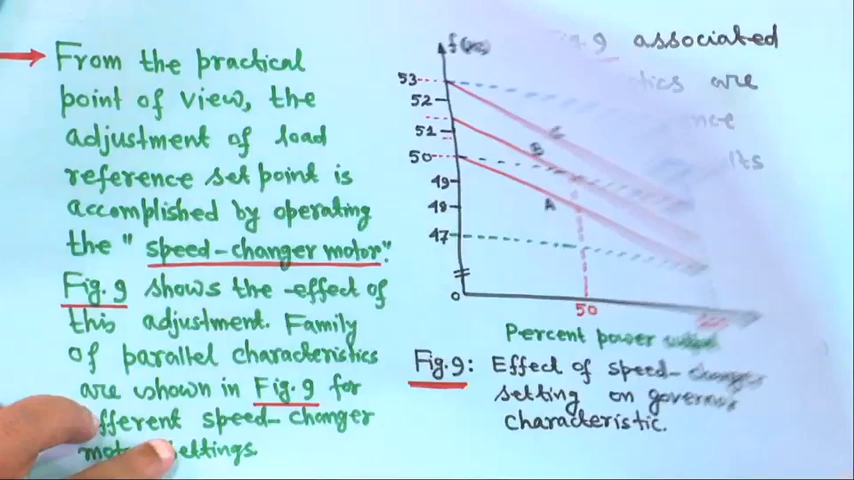 From the practical
point of view, the
adjustment of load
reference set point is
accomplished by operating
the "speed-changer motor".
Fig.9 shows the effect of
this adjustment. Family
of parallel characteristics
are shown in Fig.9 for
speed-changer
settings.
53
52
51
50
49
48
47
0
C
B
A
50
Percent power
Fig.9: Effect of speed-changer
setting on governor
characteristic.
associated
are
its